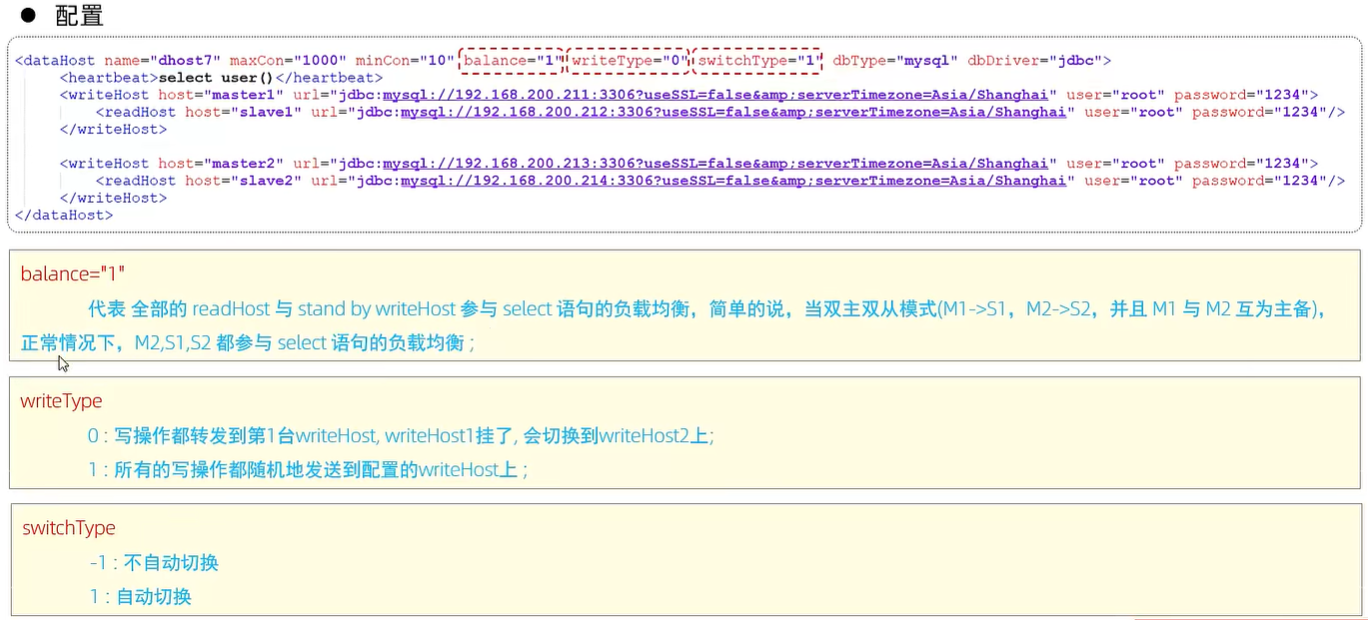 ● 配置
<dataHost name="dhost7" maxCon="1000" minCon="10" balance="1" writeType="0" switchType="1" dbType="mysql" dbDriver="jdbc">
<heartbeat>select user()</heartbeat>
<writeHost host="master1" url="jdbc:mysql://192.168.200.211:3306?useSSL=false&amp;serverTimezone=Asia/Shanghai" user="root" password="1234">
<readHost host="slave1" url="jdbc:mysql://192.168.200.212:3306?useSSL=false&amp;serverTimezone=Asia/Shanghai" user="root" password="1234"/>
</writeHost>
<writeHost host="master2" url="jdbc:mysql://192.168.200.213:3306?useSSL=false&amp;serverTimezone=Asia/Shanghai" user="root" password="1234">
<readHost host="slave2" url="jdbc:mysql://192.168.200.214:3306?useSSL=false&amp;serverTimezone=Asia/Shanghai" user="root" password="1234"/>
</writeHost>
</dataHost>
balance="1"
代表 全部的 readHost 与 stand by writeHost 参与 select 语句的负载均衡，简单的说，当双主双从模式(M1->S1，M2->S2，并且 M1 与 M2 互为主备)，
正常情况下，M2,S1,S2 都参与 select 语句的负载均衡 ;
writeType
0 : 写操作都转发到第1台writeHost, writeHost1挂了, 会切换到writeHost2上;
1 : 所有的写操作都随机地发送到配置的writeHost上 ;
switchType
-1 : 不自动切换
1 : 自动切换